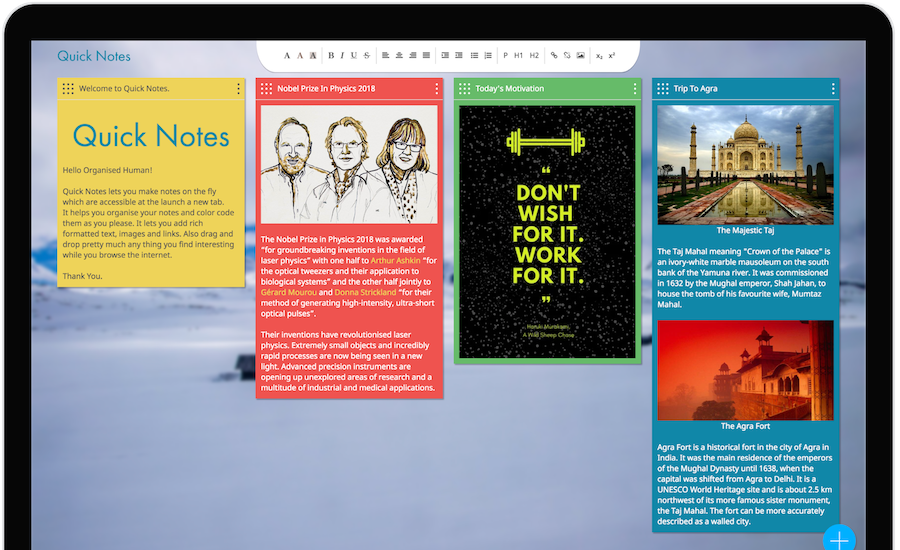 Quick Notes
A A A B I U S P H1 H2 x₂ x²
Welcome to Quick Notes.
Quick Notes
Hello Organised Human!
Quick Notes lets you make notes on the fly
which are accessible at the launch a new tab.
It helps you organise your notes and color code
them as you please. It lets you add rich
formatted text, images and links. Also drag and
drop pretty much any thing you find interesting
while you browse the internet.
Thank You.
Nobel Prize In Physics 2018
The Nobel Prize in Physics 2018 was awarded
"for groundbreaking inventions in the field of
laser physics" with one half to Arthur Ashkin "for
the optical tweezers and their application to
biological systems" and the other half jointly to
Gérard Mourou and Donna Strickland "for their
method of generating high-intensity, ultra-short
optical pulses".
Their inventions have revolutionised laser
physics. Extremely small objects and incredibly
rapid processes are now being seen in a new
light. Advanced precision instruments are
opening up unexplored areas of research and a
multitude of industrial and medical applications.
Today's Motivation
“
DON'T
WISH
FOR IT.
WORK
FOR IT.
”
Haruki Murakami,
A Wild Sheep Chase
Trip To Agra
The Majestic Taj
The Taj Mahal meaning "Crown of the Palace" is
an ivory-white marble mausoleum on the south
bank of the Yamuna river. It was commissioned
in 1632 by the Mughal emperor, Shah Jahan, to
house the tomb of his favourite wife, Mumtaz
Mahal.
The Agra Fort
Agra Fort is a historical fort in the city of Agra in
India. It was the main residence of the emperors
of the Mughal Dynasty until 1638, when the
capital was shifted from Agra to Delhi. It is a
UNESCO World Heritage site and is about 2.5 km
northwest of its more famous sister monument,
the Taj Mahal. The fort can be more accurately
described as a walled city.